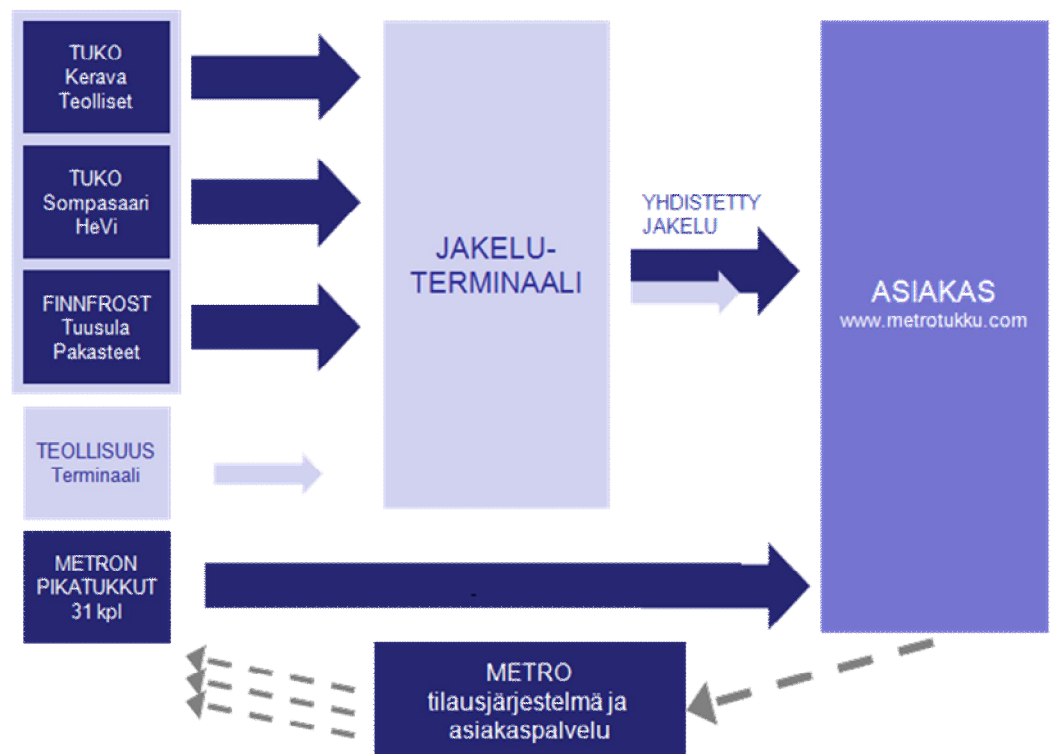 TUKO
Kerava
Teolliset
TUKO
Sompasaari
HeVi
FINNFROST
Tuusula
Pakasteet
TEOLLISUUS
Terminaali
METRON
PIKATUKKUT
31 kpl
JAKELU-
TERMINAALI
YHDISTETTY
JAKELU
ASIAKAS
www.metrotukku.com
-
METRO
tilausjärjestelmä ja
asiakaspalvelu